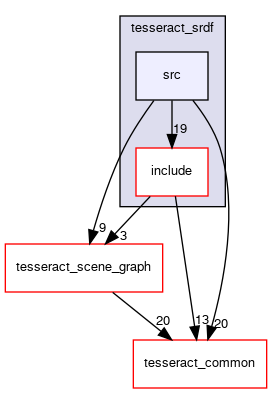 tesseract_srdf
src
19
include
9
3
tesseract_scene_graph
20
13
20
tesseract_common